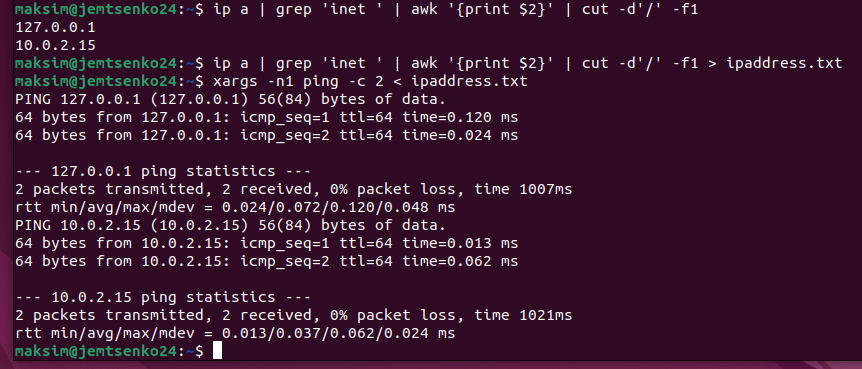 maksim@jemtsenko24:~$ ip a | grep 'inet ' | awk '{print $2}' | cut -d'/' -f1
127.0.0.1
10.0.2.15
maksim@jemtsenko24:~$ ip a | grep 'inet ' | awk '{print $2}' | cut -d'/' -f1 > ipaddress.txt
maksim@jemtsenko24:~$ xargs -n1 ping -c 2 < ipaddress.txt
PING 127.0.0.1 (127.0.0.1) 56(84) bytes of data.
64 bytes from 127.0.0.1: icmp_seq=1 ttl=64 time=0.120 ms
64 bytes from 127.0.0.1: icmp_seq=2 ttl=64 time=0.024 ms

--- 127.0.0.1 ping statistics ---
2 packets transmitted, 2 received, 0% packet loss, time 1007ms
rtt min/avg/max/mdev = 0.024/0.072/0.120/0.048 ms
PING 10.0.2.15 (10.0.2.15) 56(84) bytes of data.
64 bytes from 10.0.2.15: icmp_seq=1 ttl=64 time=0.013 ms
64 bytes from 10.0.2.15: icmp_seq=2 ttl=64 time=0.062 ms

--- 10.0.2.15 ping statistics ---
2 packets transmitted, 2 received, 0% packet loss, time 1021ms
rtt min/avg/max/mdev = 0.013/0.037/0.062/0.024 ms
maksim@jemtsenko24:~$